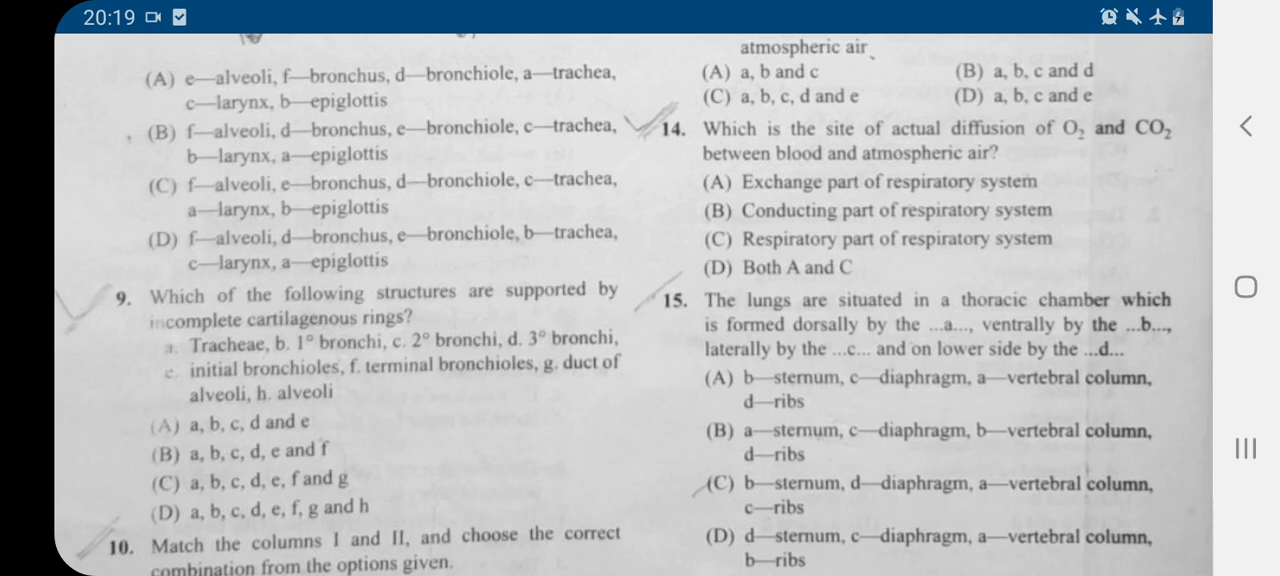 20:19
(A) e—alveoli, f—bronchus, d—bronchiole, a—trachea,
c—larynx, b—epiglottis
(B) f—alveoli, d—bronchus, e—bronchiole, c—trachea,
b—larynx, a—epiglottis
(C) f—alveoli, e—bronchus, d—bronchiole, c—trachea,
a—larynx, b—epiglottis
(D) f—alveoli, d—bronchus, e—bronchiole, b—trachea,
c—larynx, a—epiglottis
9. Which of the following structures are supported by
incomplete cartilagenous rings?
a. Tracheae, b. 1° bronchi, c. 2° bronchi, d. 3° bronchi,
e. initial bronchioles, f. terminal bronchioles, g. duct of
alveoli, h. alveoli
(A) a, b, c, d and e
(B) a, b, c, d, e and f
(C) a, b, c, d, e, f and g
(D) a, b, c, d, e, f, g and h
10. Match the columns I and II, and choose the correct
combination from the options given.
atmospheric air
(A) a, b and c (B) a, b, c and d
(C) a, b, c, d and e (D) a, b, c and e
14. Which is the site of actual diffusion of O₂ and CO₂
between blood and atmospheric air?
(A) Exchange part of respiratory system
(B) Conducting part of respiratory system
(C) Respiratory part of respiratory system
(D) Both A and C
15. The lungs are situated in a thoracic chamber which
is formed dorsally by the ...a..., ventrally by the ...b...,
laterally by the ...c... and on lower side by the ...d...
(A) b—sternum, c—diaphragm, a—vertebral column,
d—ribs
(B) a—sternum, c—diaphragm, b—vertebral column,
d—ribs
(C) b—sternum, d—diaphragm, a—vertebral column,
c—ribs
(D) d—sternum, c—diaphragm, a—vertebral column,
b—ribs